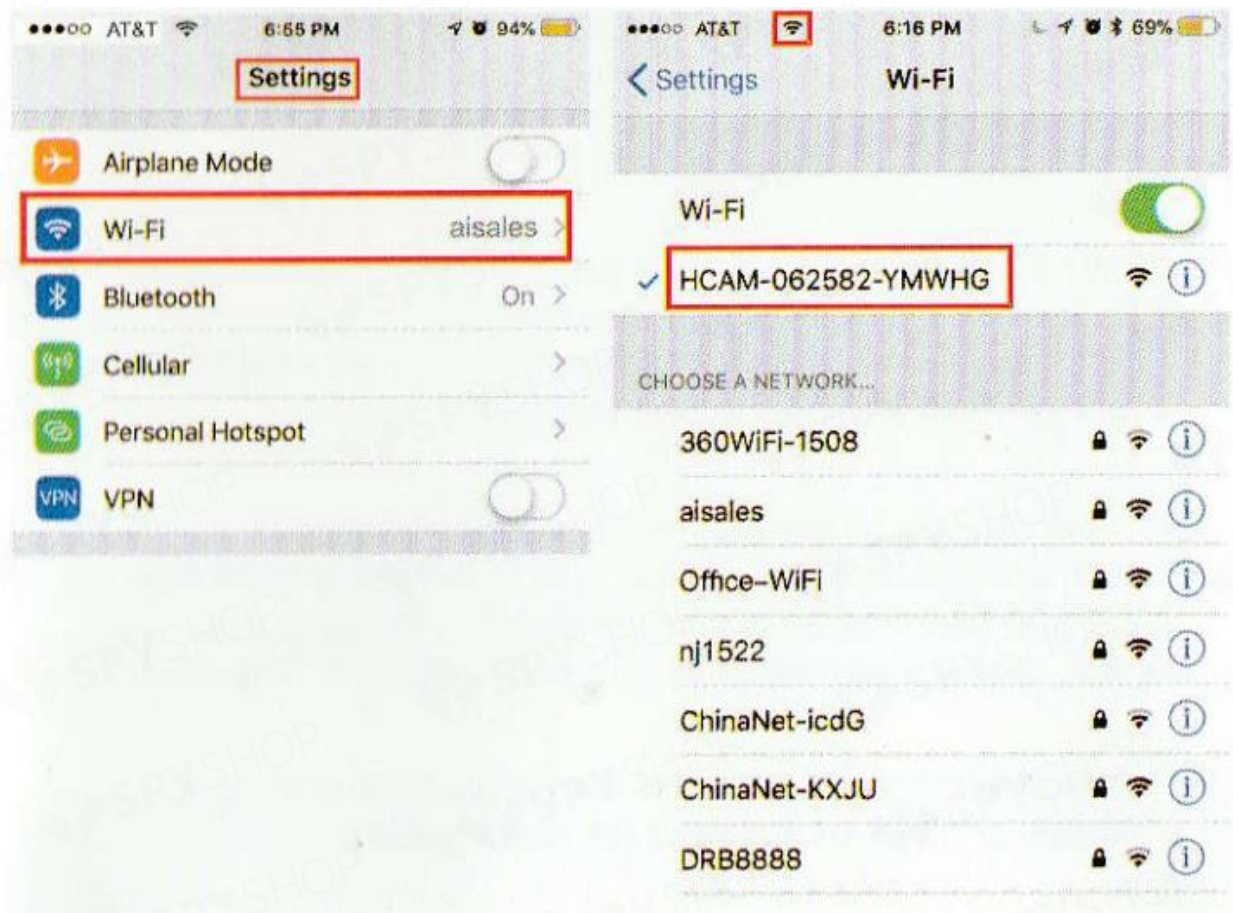 AT&T 6:55 PM 94%
Settings
Airplane Mode
Wi-Fi aisales
Bluetooth On
Cellular
Personal Hotspot
VPN VPN
AT&T 6:16 PM 69%
Settings Wi-Fi
Wi-Fi
HCAM-062582-YMWHG
CHOOSE A NETWORK...
360WiFi-1508
aisales
Office-WiFi
nj1522
ChinaNet-icdG
ChinaNet-KXJU
DRB8888
SPYSHOP